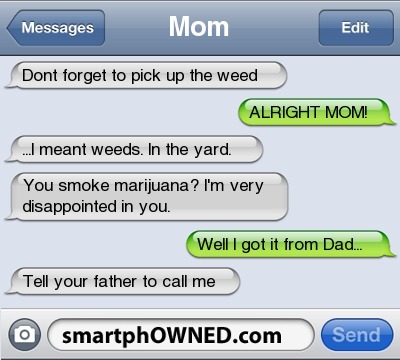 Messages
Mom
Edit
Dont forget to pick up the weed
ALRIGHT MOM!
...I meant weeds. In the yard.
You smoke marijuana? I'm very
disappointed in you.
Well I got it from Dad...
Tell your father to call me
smartphOWNED.com
Send